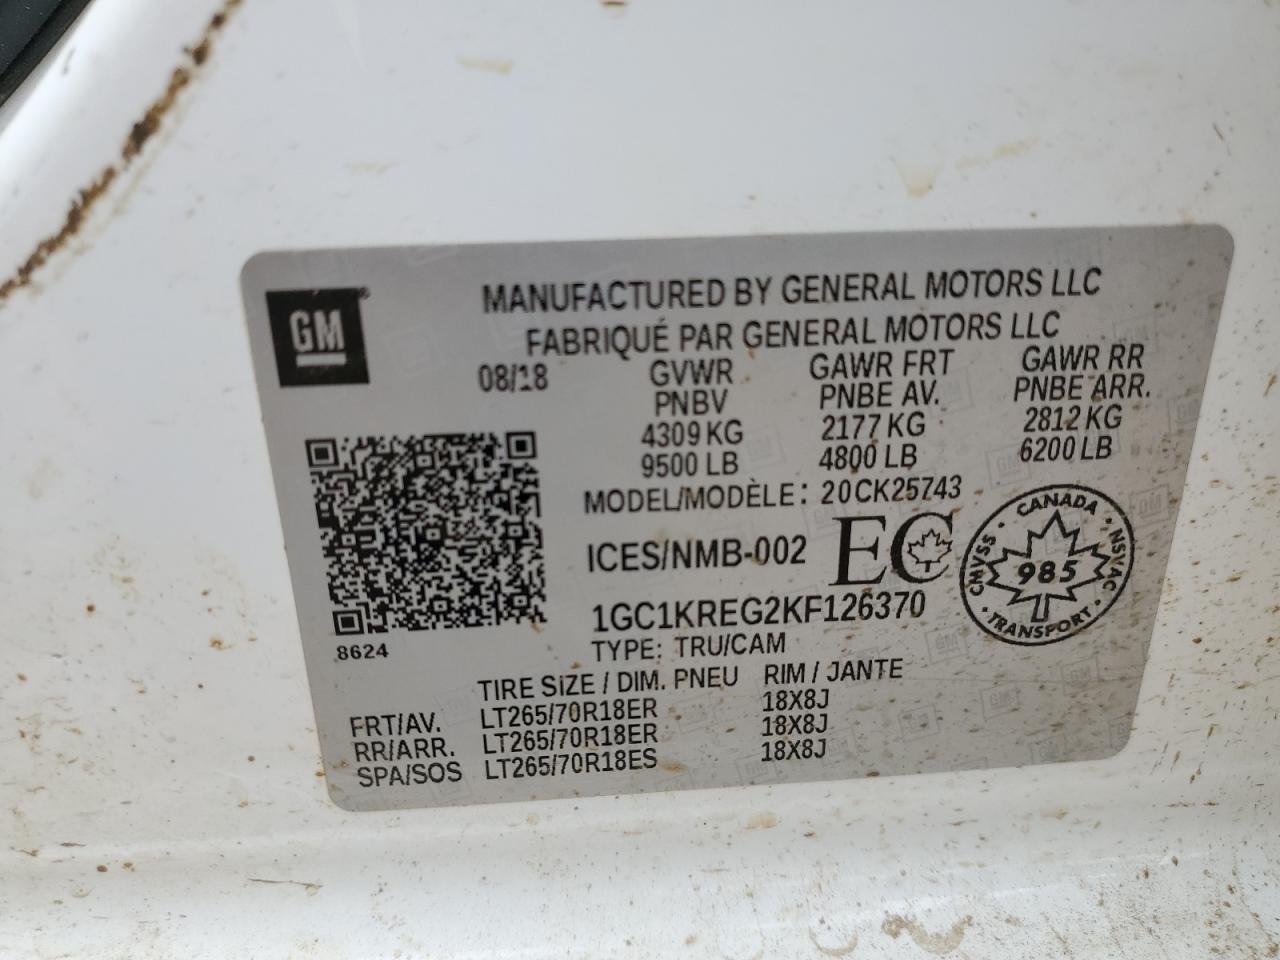 MANUFACTURED BY GENERAL MOTORS LLC
FABRIQUÉ PAR GENERAL MOTORS LLC
GM®
08/18
GVWR GAWR FRT GAWR RR
PNBV PNBE AV. PNBE ARR.
4309 KG 2177 KG 2812 KG
9500 LB 4800 LB 6200 LB
MODEL/MODÈLE: 20CK25743
ICES/NMB-002 EC
CANADA
CMVSS 985 NSVAC
TRANSPORT
1GC1KREG2KF126370
8624
TYPE: TRU/CAM
TIRE SIZE / DIM. PNEU RIM / JANTE
FRT/AV. LT265/70R18ER 18X8J
RR/ARR. LT265/70R18ER 18X8J
SPA/SOS LT265/70R18ES 18X8J